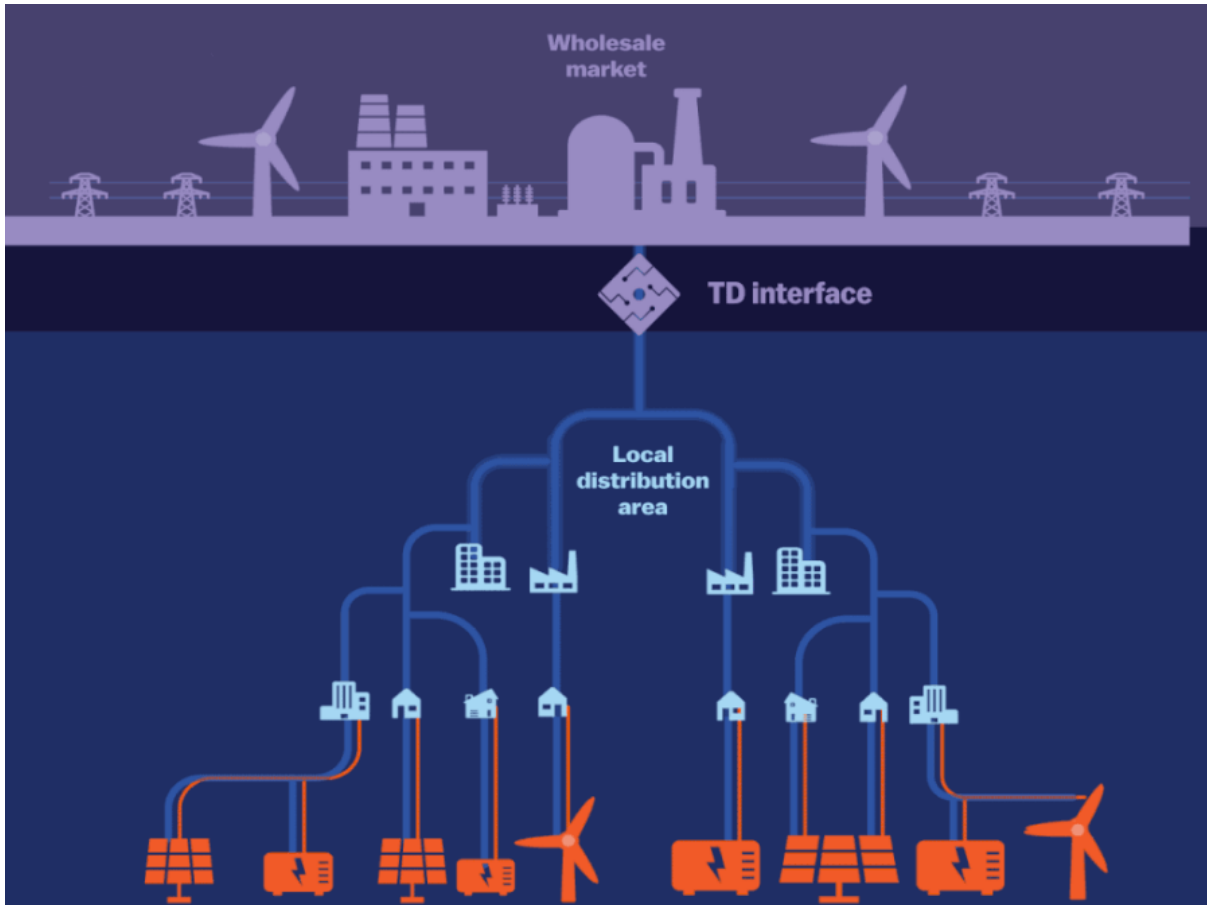 Wholesale
market
TD interface
Local
distribution
area